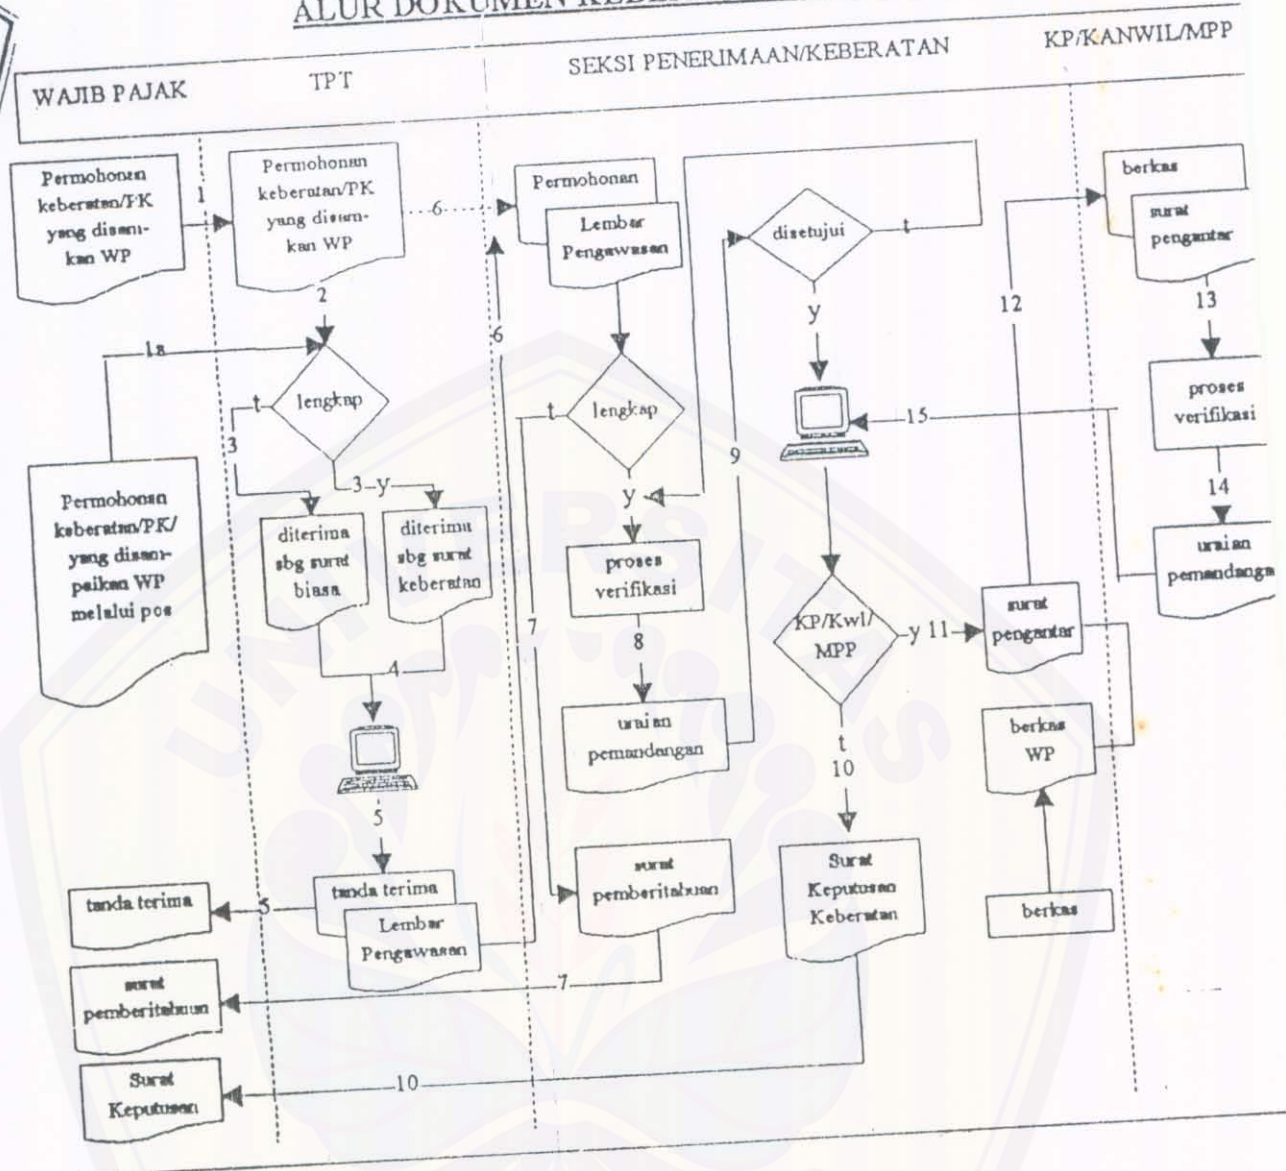 ALUR DOKUMEN
WAJIB PAJAK
TPT
SEKSI PENERIMAAN/KEBERATAN
KP/KANWIL/MPP
Permohonan
keberatan/PK
yang disam-
kan WP
1
Permohonan
keberatan/PK
yang disam-
kan WP
6
2
1a
lengkap
t
3
3
y
Permohonan
keberatan/PK/
yang disam-
paikan WP
melalui pos
diterima
sbg surat
biasa
diterima
sbg surat
keberatan
4
5
tanda terima
Lembar
Pengawasan
5
tanda terima
surat
pemberitahuan
Surat
Keputusan
6
7
Permohonan
Lembar
Pengawasan
lengkap
t
y
proses
verifikasi
8
uraian
pemandangan
9
surat
pemberitahuan
7
10
disetujui
t
y
15
KP/Kwl/
MPP
y 11
t
10
Surat
Keputusan
Keberatan
12
surat
pengantar
berkas
WP
berkas
berkas
surat
pengantar
13
proses
verifikasi
14
uraian
pemandanga
UNIVERSITAS